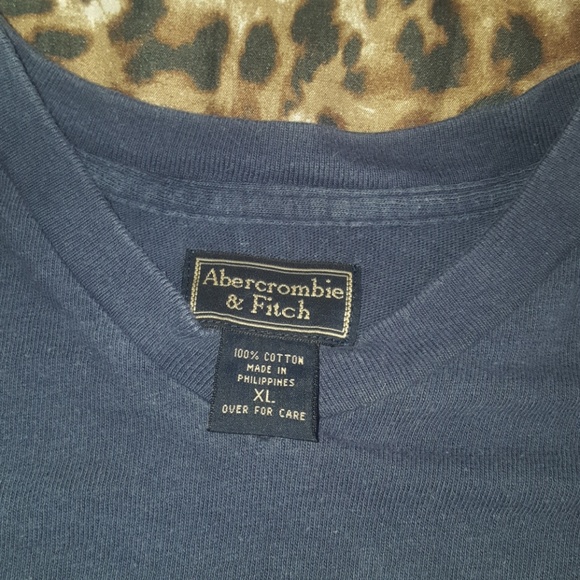 Abercrombie
& Fitch
100% COTTON
MADE IN
PHILIPPINES
XL
OVER FOR CARE